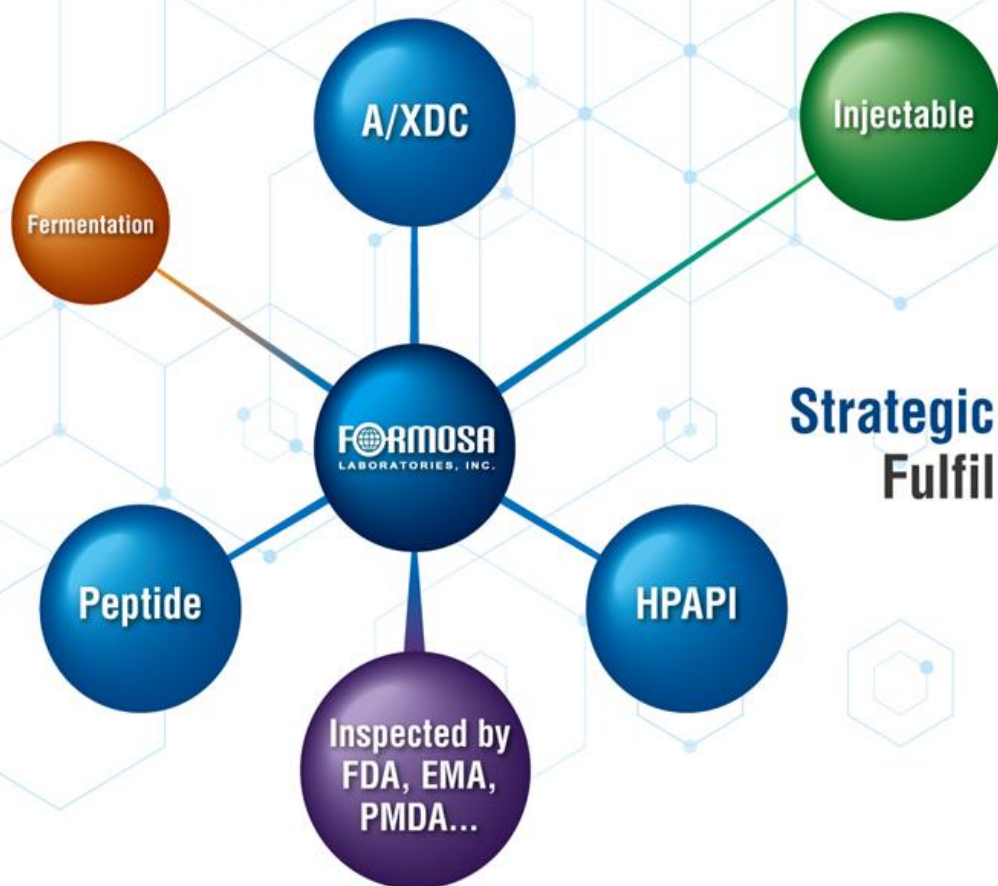 A/XDC
Injectable
Fermentation
FORMOSA
LABORATORIES, INC.
Strategic
Fulfil
Peptide
HPAPI
Inspected by
FDA, EMA,
PMDA...